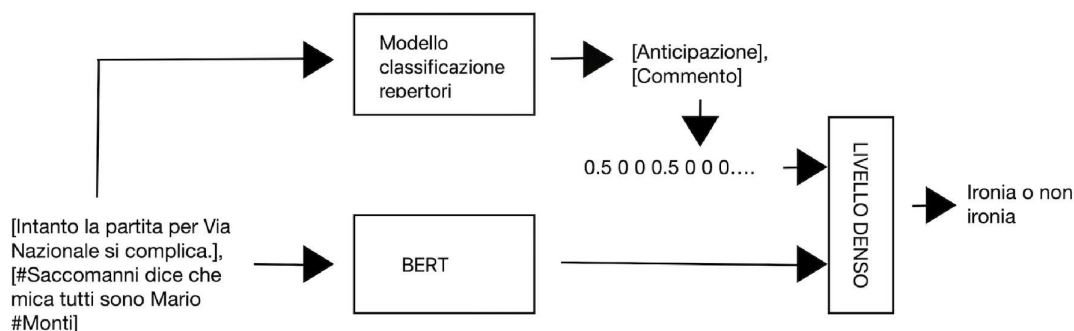 Modello
classificazione
repertori
[Anticipazione],
[Commento]
0.5 0 0 0.5 0 0 0....
LIVELLO DENSO
Ironia o non
ironia
[Intanto la partita per Via
Nazionale si complica.],
[#Saccomanni dice che
mica tutti sono Mario
#Monti]
BERT